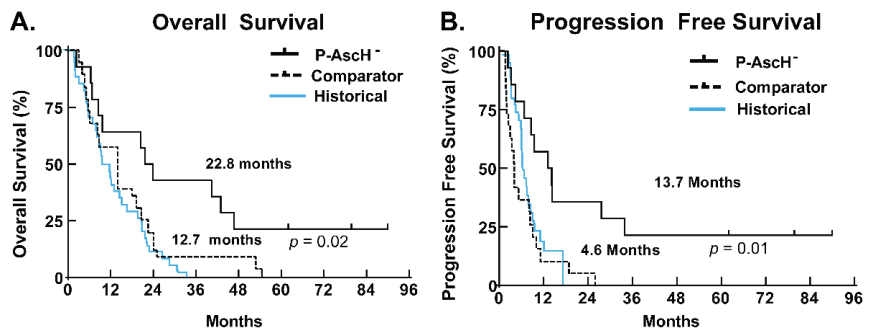 A. Overall Survival
Overall Survival (%)
100
75
50
25
0
P-AscH-
Comparator
Historical
22.8 months
12.7 months
p = 0.02
0 12 24 36 48 60 72 84 96
Months
B. Progression Free Survival
Progression Free Survival (%)
100
75
50
25
0
P-AscH-
Comparator
Historical
13.7 Months
4.6 Months
p = 0.01
0 12 24 36 48 60 72 84 96
Months